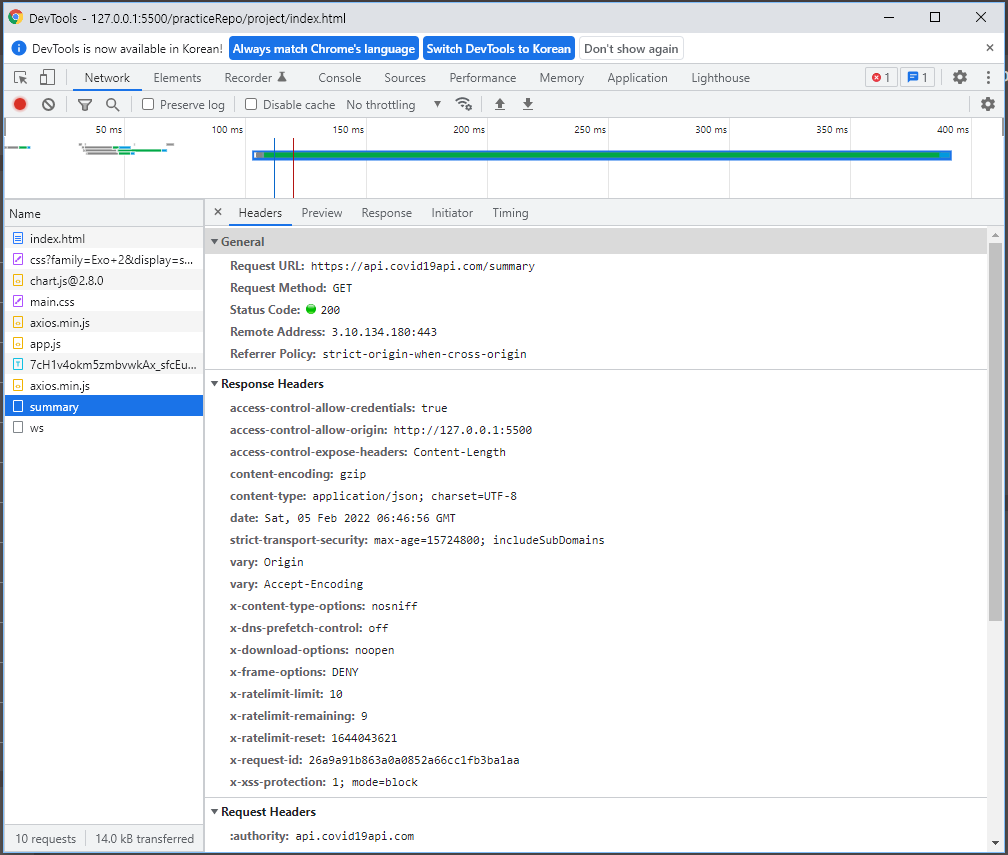 DevTools - 127.0.0.1:5500/practiceRepo/project/index.html
DevTools is now available in Korean! Always match Chrome's language Switch DevTools to Korean Don't show again
Network Elements Recorder Console Sources Performance Memory Application Lighthouse 1 1
Preserve log Disable cache No throttling
50 ms 100 ms 150 ms 200 ms 250 ms 300 ms 350 ms 400 ms
Name
index.html
css?family=Exo+2&display=s...
chart.js@2.8.0
main.css
axios.min.js
app.js
7cH1v4okm5zmbvwkAx_sfcEu...
axios.min.js
summary
ws
10 requests 14.0 kB transferred
Headers Preview Response Initiator Timing
General
Request URL: https://api.covid19api.com/summary
Request Method: GET
Status Code: 200
Remote Address: 3.10.134.180:443
Referrer Policy: strict-origin-when-cross-origin
Response Headers
access-control-allow-credentials: true
access-control-allow-origin: http://127.0.0.1:5500
access-control-expose-headers: Content-Length
content-encoding: gzip
content-type: application/json; charset=UTF-8
date: Sat, 05 Feb 2022 06:46:56 GMT
strict-transport-security: max-age=15724800; includeSubDomains
vary: Origin
vary: Accept-Encoding
x-content-type-options: nosniff
x-dns-prefetch-control: off
x-download-options: noopen
x-frame-options: DENY
x-ratelimit-limit: 10
x-ratelimit-remaining: 9
x-ratelimit-reset: 1644043621
x-request-id: 26a9a91b863a0a0852a66cc1fb3ba1aa
x-xss-protection: 1; mode=block
Request Headers
:authority: api.covid19api.com